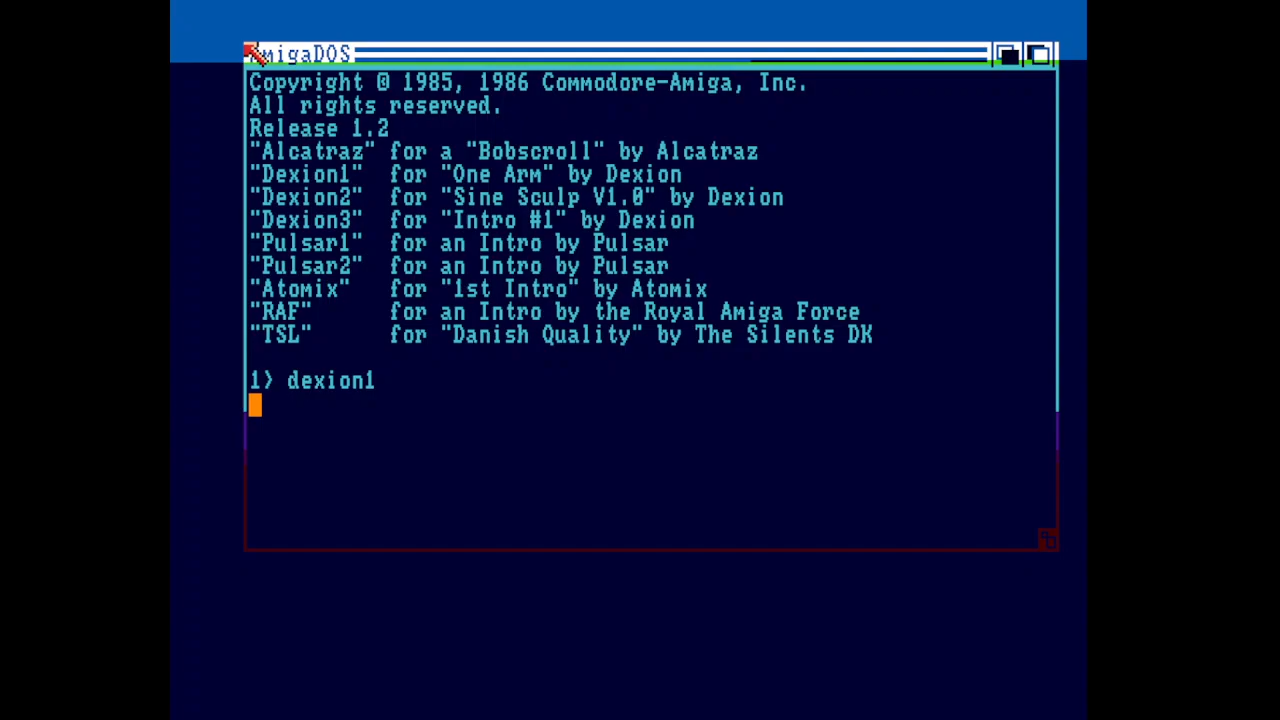 AmigaDOS
Copyright © 1985, 1986 Commodore-Amiga, Inc.
All rights reserved.
Release 1.2
"Alcatraz" for a "Bobscroll" by Alcatraz
"Dexion1"  for "One Arm" by Dexion
"Dexion2"  for "Sine Sculp V1.0" by Dexion
"Dexion3"  for "Intro #1" by Dexion
"Pulsar1"  for an Intro by Pulsar
"Pulsar2"  for an Intro by Pulsar
"Atomix"   for "1st Intro" by Atomix
"RAF"      for an Intro by the Royal Amiga Force
"TSL"      for "Danish Quality" by The Silents DK
1> dexion1